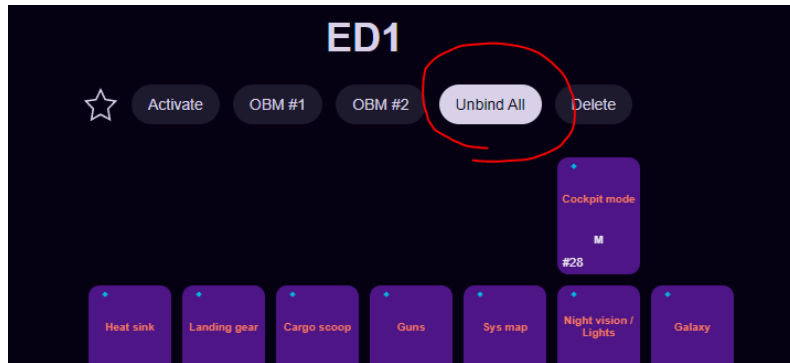 ED1
Activate OBM #1 OBM #2 Unbind All Delete
Cockpit mode
M
#28
Heat sink Landing gear Cargo scoop Guns Sys map Night vision / Galaxy
Lights